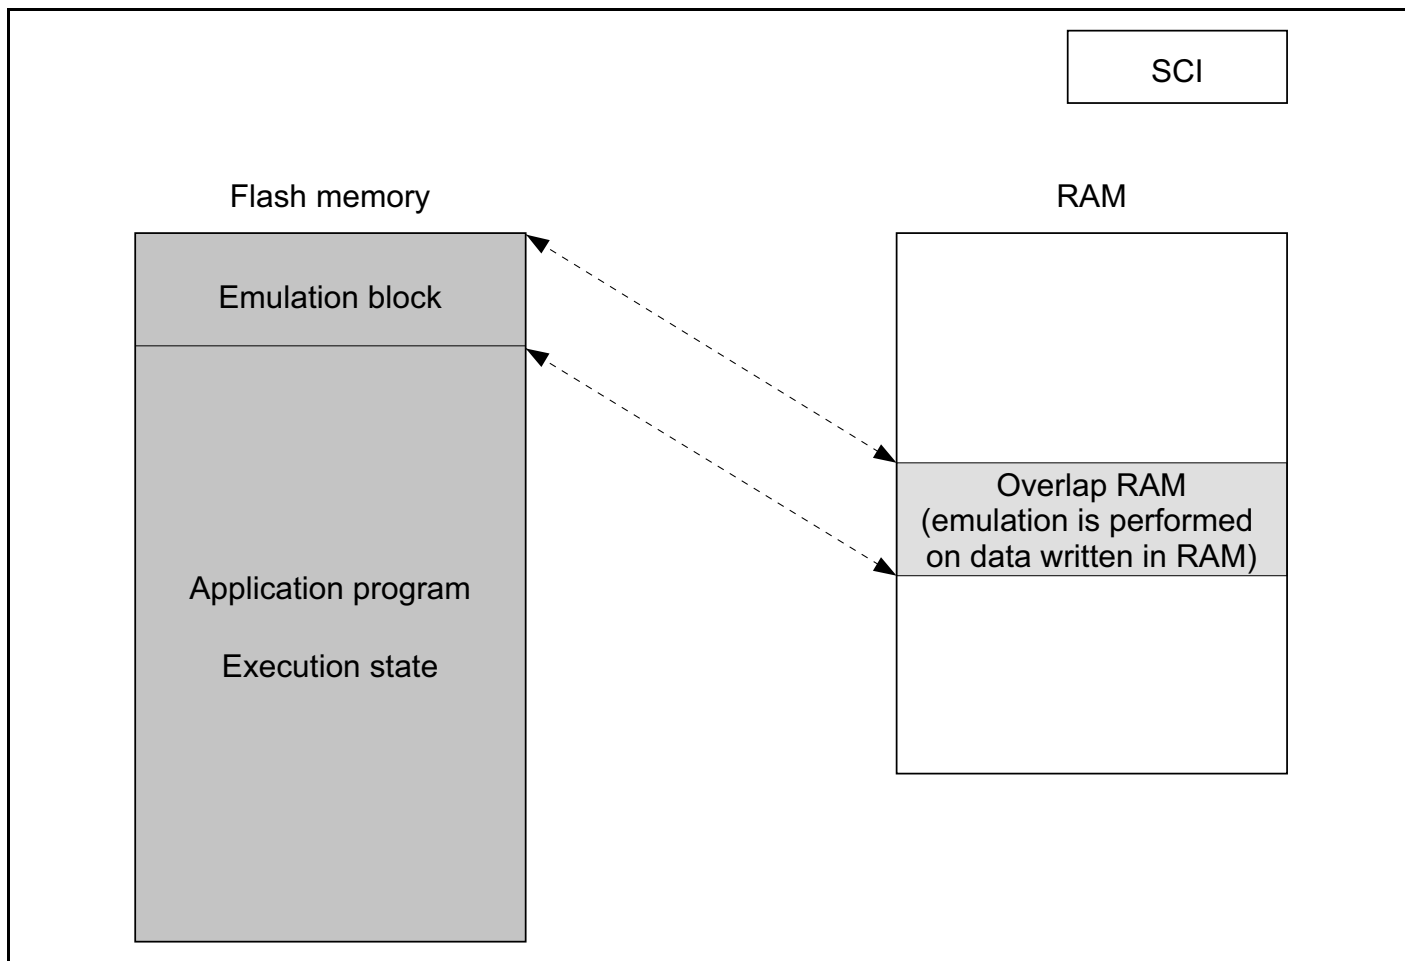 SCI
Flash memory
RAM
Emulation block
Overlap RAM
(emulation is performed
on data written in RAM)
Application program
Execution state